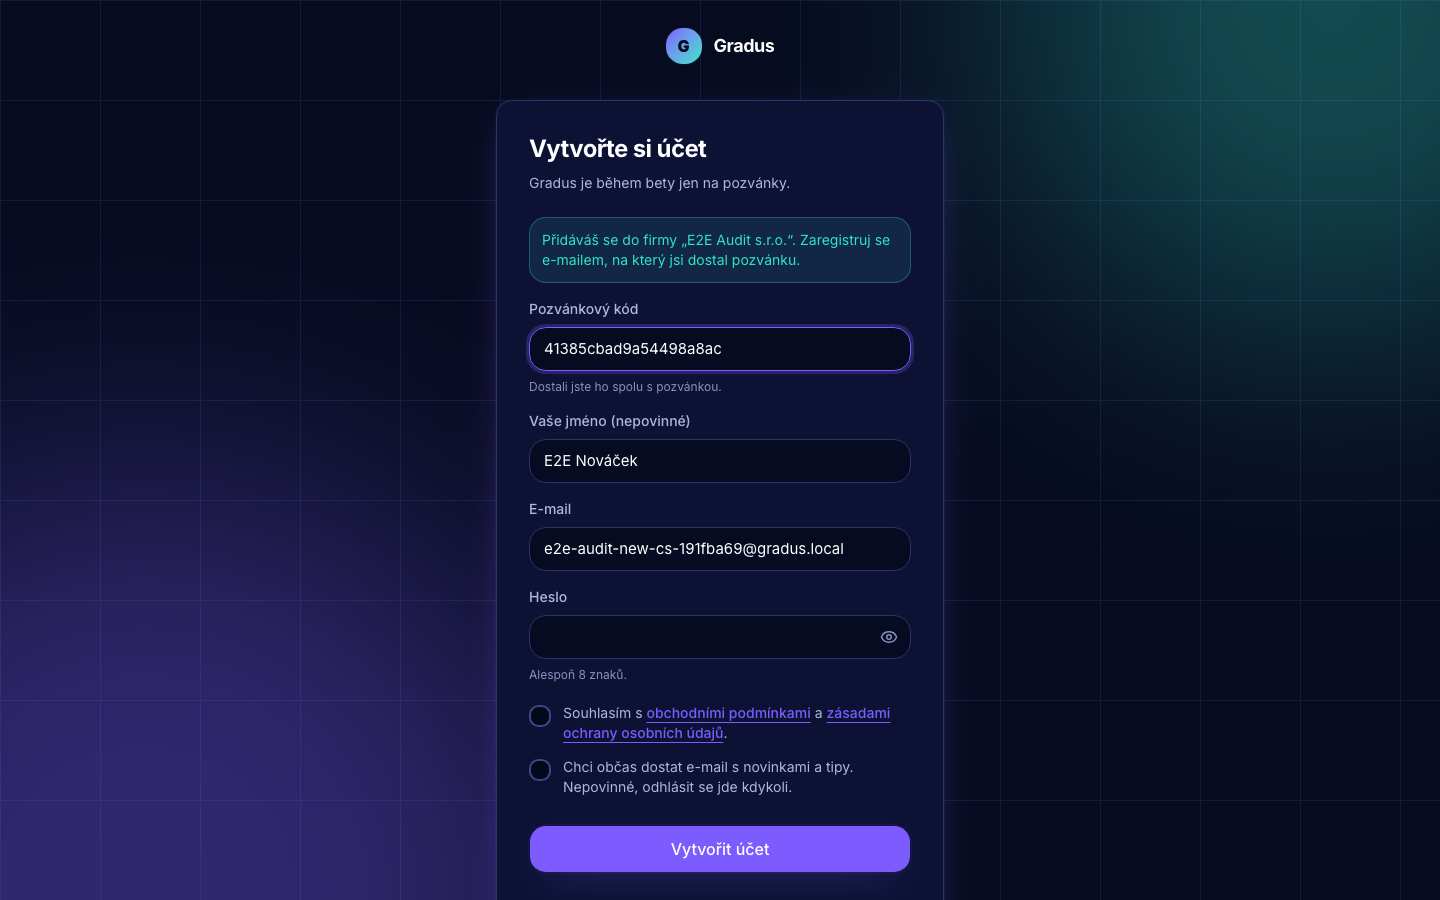 G Gradus
Vytvořte si účet
Gradus je během bety jen na pozvánky.
Přidáváš se do firmy „E2E Audit s.r.o.“. Zaregistruj se
e-mailem, na který jsi dostal pozvánku.
Pozvánkový kód
41385cbad9a54498a8ac
Dostali jste ho spolu s pozvánkou.
Vaše jméno (nepovinné)
E2E Nováček
E-mail
e2e-audit-new-cs-191fba69@gradus.local
Heslo
Alespoň 8 znaků.
Souhlasím s obchodními podmínkami a zásadami
ochrany osobních údajů.
Chci občas dostat e-mail s novinkami a tipy.
Nepovinné, odhlásit se jde kdykoli.
Vytvořit účet